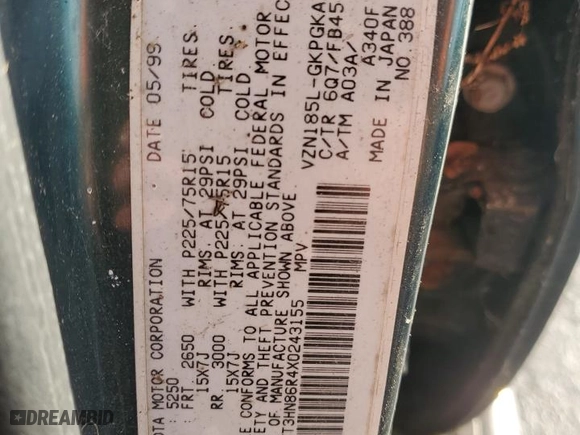 OTA MOTOR CORPORATION DATE 05/99
5250
FRT 2650 WITH P225/75R15 TIRES.
15X7J RIMS. AT 29PSI COLD
RR. 3000 WITH P225/75R15 TIRES.
15X7J RIMS. AT 29PSI COLD
E CONFORMS TO ALL APPLICABLE FEDERAL MOTOR
ETY AND THEFT PREVENTION STANDARDS IN EFFEC
OF MANUFACTURE SHOWN ABOVE
T3HN86R4X0243155 MPV
VZN185L-GKPGKA
C/TR 6Q7/FB45
A/TM A03A/
A340F
MADE IN JAPAN
NO 388
DREAMBID